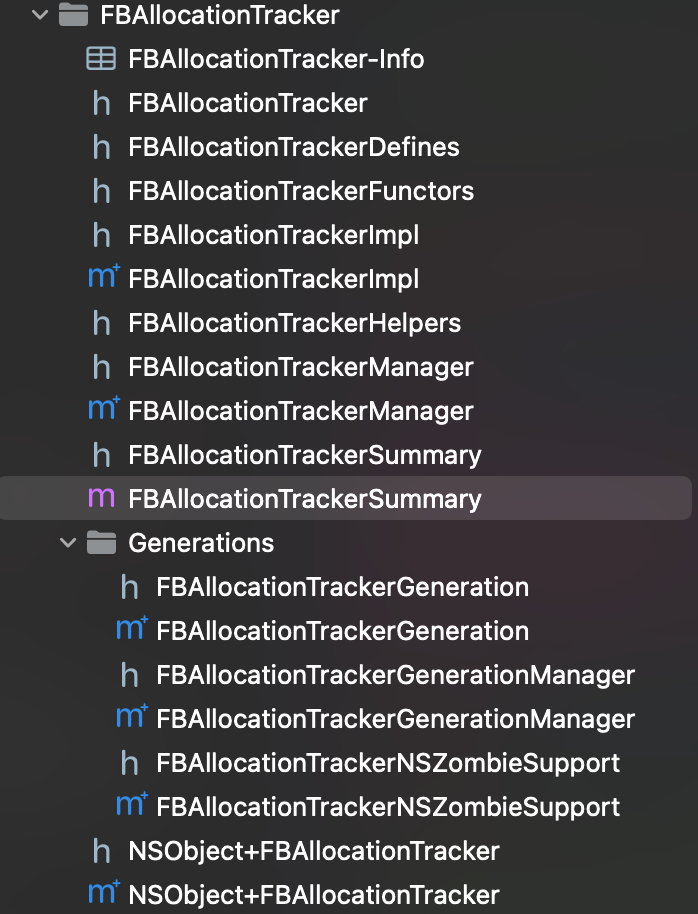 FBAllocationTracker
FBAllocationTracker-Info
h FBAllocationTracker
h FBAllocationTrackerDefines
h FBAllocationTrackerFunctors
h FBAllocationTrackerImpl
m+ FBAllocationTrackerImpl
h FBAllocationTrackerHelpers
h FBAllocationTrackerManager
m+ FBAllocationTrackerManager
h FBAllocationTrackerSummary
m FBAllocationTrackerSummary
Generations
h FBAllocationTrackerGeneration
m+ FBAllocationTrackerGeneration
h FBAllocationTrackerGenerationManager
m+ FBAllocationTrackerGenerationManager
h FBAllocationTrackerNSZombieSupport
m+ FBAllocationTrackerNSZombieSupport
h NSObject+FBAllocationTracker
m+ NSObject+FBAllocationTracker